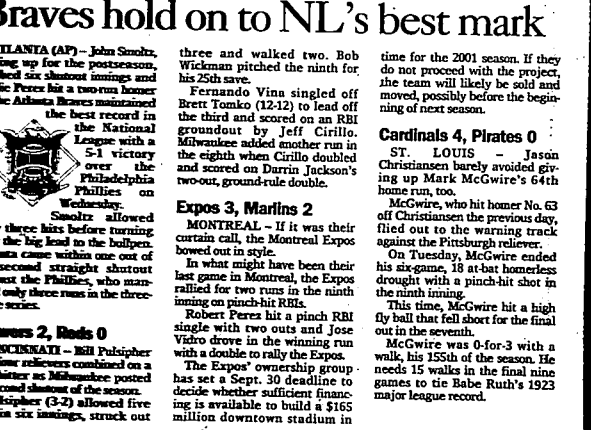 Braves hold on to NL's best mark
ATLANTA (AP) – John Smoltz,
ing up for the postseason,
six shutout innings and
Perez hit a two-run homer
the Atlanta Braves maintained
the best record in
the National
League with a
5-1 victory
over the
Philadelphia
Phillies on
Wednesday.
Smoltz allowed
three hits before turning
the big lead to the bullpen.
came within one out of
second straight shutout
the Phillies, who man-
only three runs in the three-
series.
2, Reds 0
CINCINNATI – Bill Pulsipher
four relievers combined on a
as Milwaukee posted
second shutout of the season.
Pulsipher (3-2) allowed five
in six innings, struck out
three and walked two. Bob
Wickman pitched the ninth for
his 25th save.
Fernando Vina singled off
Brett Tomko (12-12) to lead off
the third and scored on an RBI
groundout by Jeff Cirillo.
Milwaukee added another run in
the eighth when Cirillo doubled
and scored on Darrin Jackson's
two-out, ground-rule double.
Expos 3, Marlins 2
MONTREAL – If it was their
curtain call, the Montreal Expos
bowed out in style.
In what might have been their
last game in Montreal, the Expos
rallied for two runs in the ninth
inning on pinch-hit RBIs.
Robert Perez hit a pinch RBI
single with two outs and Jose
Vidro drove in the winning run
with a double to rally the Expos.
The Expos' ownership group
has set a Sept. 30 deadline to
decide whether sufficient financ-
ing is available to build a $165
million downtown stadium in
time for the 2001 season. If they
do not proceed with the project,
the team will likely be sold and
moved, possibly before the begin-
ning of next season.
Cardinals 4, Pirates 0
ST. LOUIS – Jason
Christiansen barely avoided giv-
ing up Mark McGwire's 64th
home run, too.
McGwire, who hit homer No. 63
off Christiansen the previous day,
flied out to the warning track
against the Pittsburgh reliever.
On Tuesday, McGwire ended
his six-game, 18 at-bat homerless
drought with a pinch-hit shot in
the ninth inning.
This time, McGwire hit a high
fly ball that fell short for the final
out in the seventh.
McGwire was 0-for-3 with a
walk, his 155th of the season. He
needs 15 walks in the final nine
games to tie Babe Ruth's 1923
major league record.